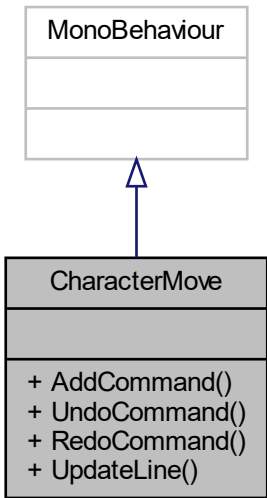 MonoBehaviour
CharacterMove
+ AddCommand()
+ UndoCommand()
+ RedoCommand()
+ UpdateLine()